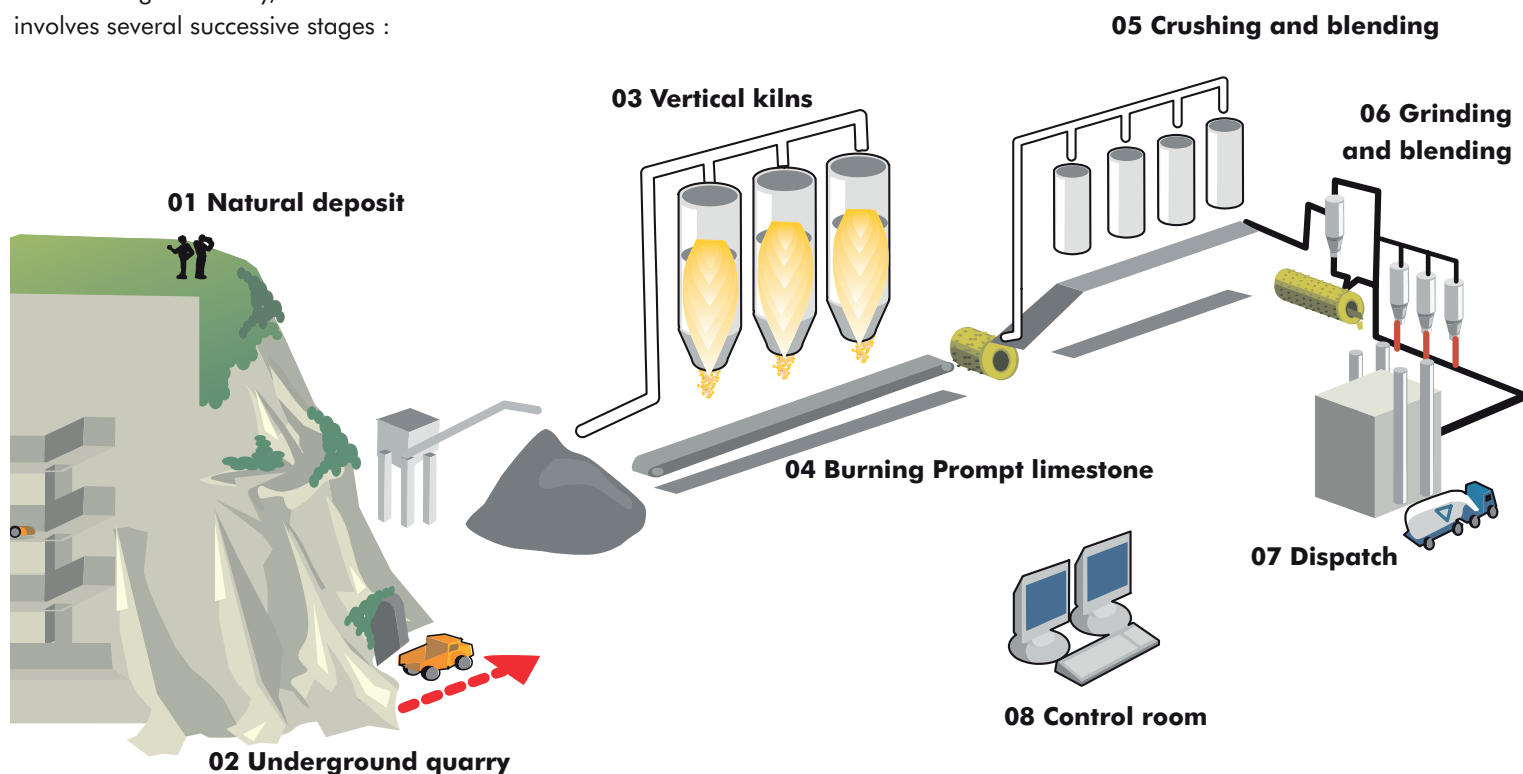 involves several successive stages :
05 Crushing and blending
03 Vertical kilns
06 Grinding
and blending
01 Natural deposit
04 Burning Prompt limestone
07 Dispatch
08 Control room
02 Underground quarry